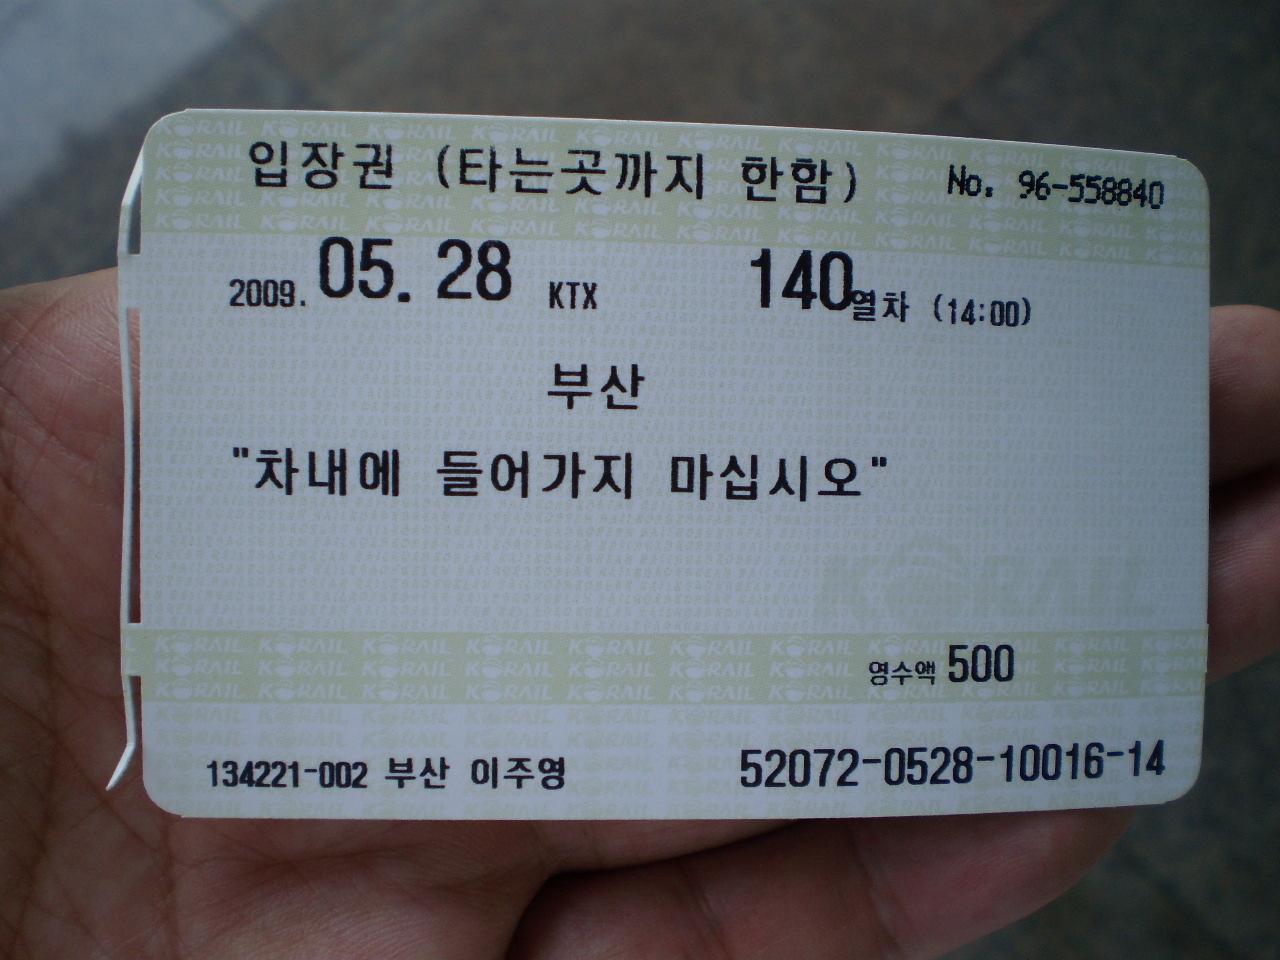 입장권 (타는곳까지 한함) No. 96-558840
2009. 05. 28 KTX 140열차 (14:00)
부산
"차내에 들어가지 마십시오"
KORAIL
영수액 500
134221-002 부산 이주영 52072-0528-10016-14